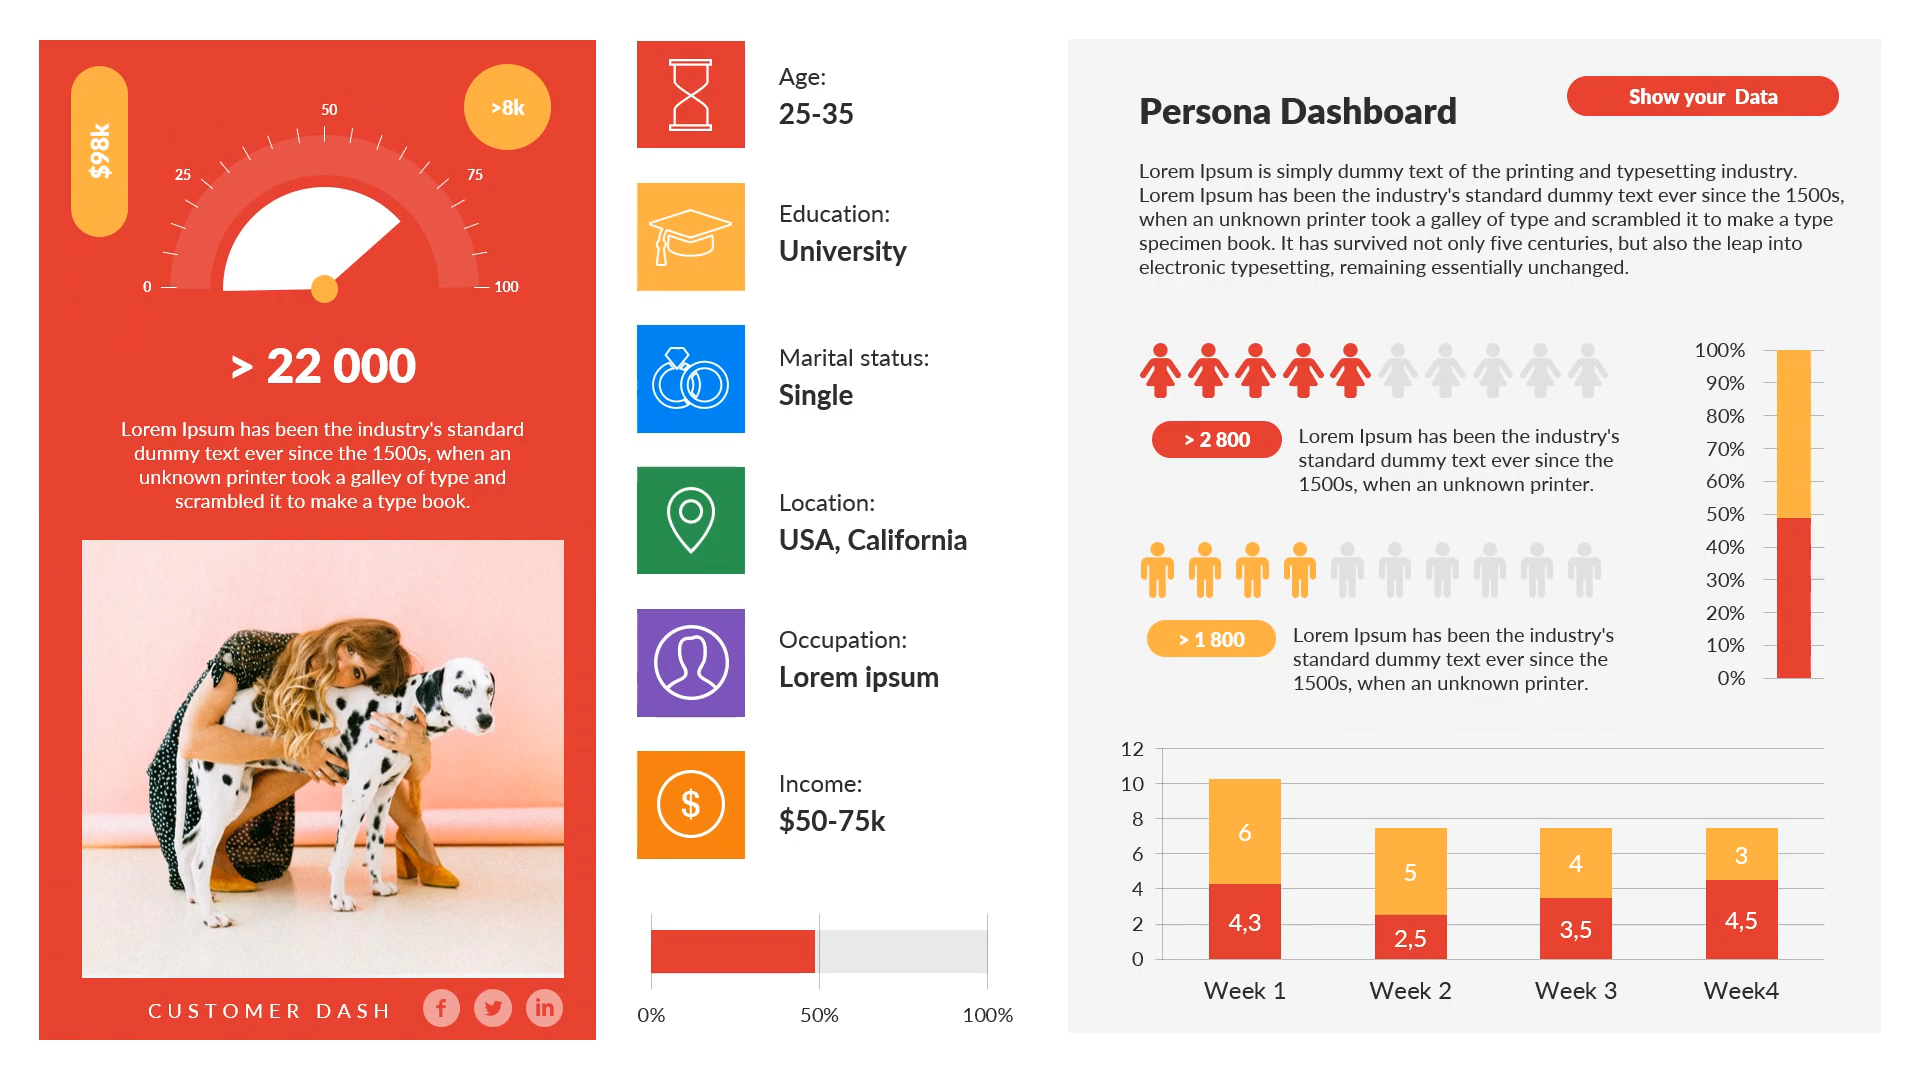 $98k
>8k
50
25
75
0
100
> 22 000
Lorem Ipsum has been the industry's standard
dummy text ever since the 1500s, when an
unknown printer took a galley of type and
scrambled it to make a type book.
CUSTOMER DASH
f
in
Age:
25-35
Education:
University
Marital status:
Single
Location:
USA, California
Occupation:
Lorem ipsum
$
Income:
$50-75k
0%
50%
100%
Persona Dashboard
Show your Data
Lorem Ipsum is simply dummy text of the printing and typesetting industry.
Lorem Ipsum has been the industry's standard dummy text ever since the 1500s,
when an unknown printer took a galley of type and scrambled it to make a type
specimen book. It has survived not only five centuries, but also the leap into
electronic typesetting, remaining essentially unchanged.
> 2 800
Lorem Ipsum has been the industry's
standard dummy text ever since the
1500s, when an unknown printer.
> 1 800
Lorem Ipsum has been the industry's
standard dummy text ever since the
1500s, when an unknown printer.
100%
90%
80%
70%
60%
50%
40%
30%
20%
10%
0%
12
10
8
6
4
2
0
6
4,3
5
2,5
4
3,5
3
4,5
Week 1
Week 2
Week 3
Week4